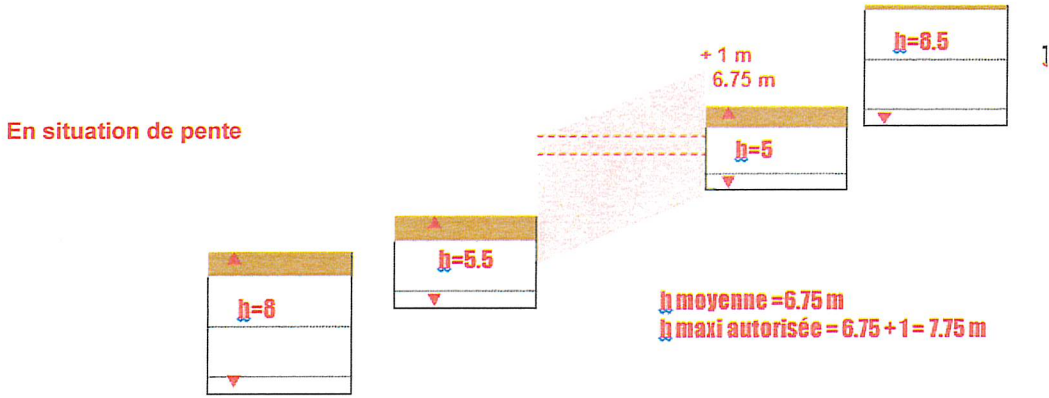 h=8.5
+ 1 m
6.75 m
En situation de pente
h=5
h=5.5
h=8
h moyenne =6.75 m
h maxi autorisée = 6.75 + 1 = 7.75 m